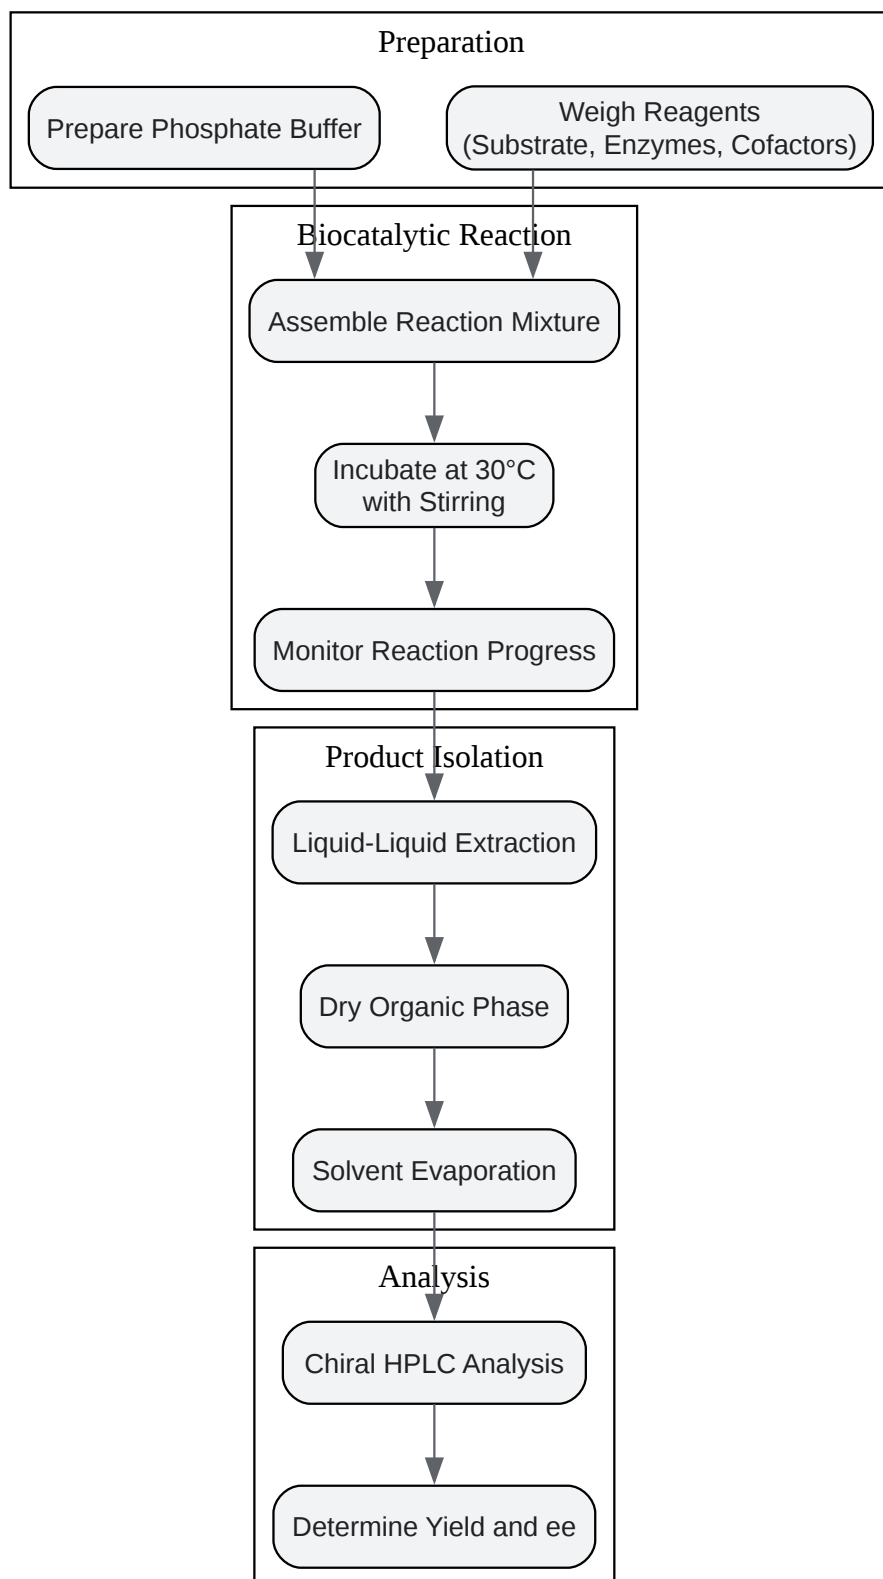 Preparation
Prepare Phosphate Buffer
Weigh Reagents
(Substrate, Enzymes, Cofactors)
Biocatalytic Reaction
Assemble Reaction Mixture
Incubate at 30°C
with Stirring
Monitor Reaction Progress
Product Isolation
Liquid-Liquid Extraction
Dry Organic Phase
Solvent Evaporation
Analysis
Chiral HPLC Analysis
Determine Yield and ee